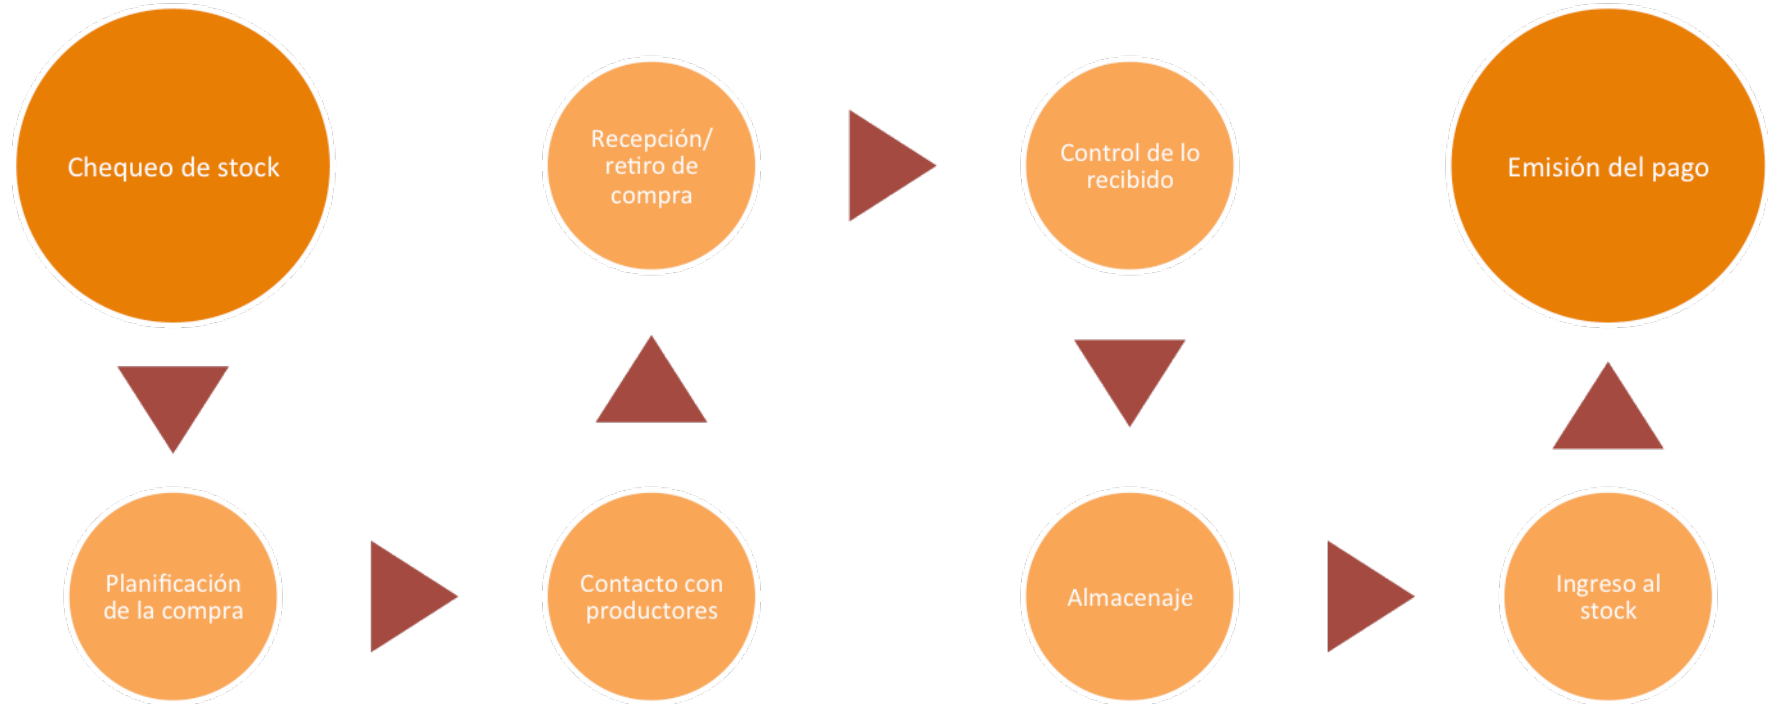 Chequeo de stock
Planificación
de la compra
Contacto con
productores
Recepción/
retiro de
compra
Control de lo
recibido
Almacenaje
Ingreso al
stock
Emisión del pago